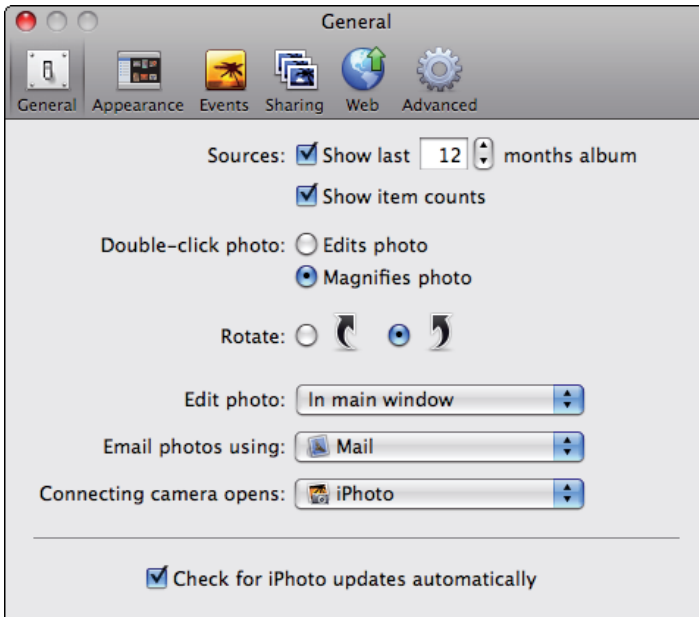 General
General Appearance Events Sharing Web Advanced
Sources: Show last 12 months album
Show item counts
Double-click photo: Edits photo
Magnifies photo
Rotate:
Edit photo: In main window
Email photos using: Mail
Connecting camera opens: iPhoto
Check for iPhoto updates automatically